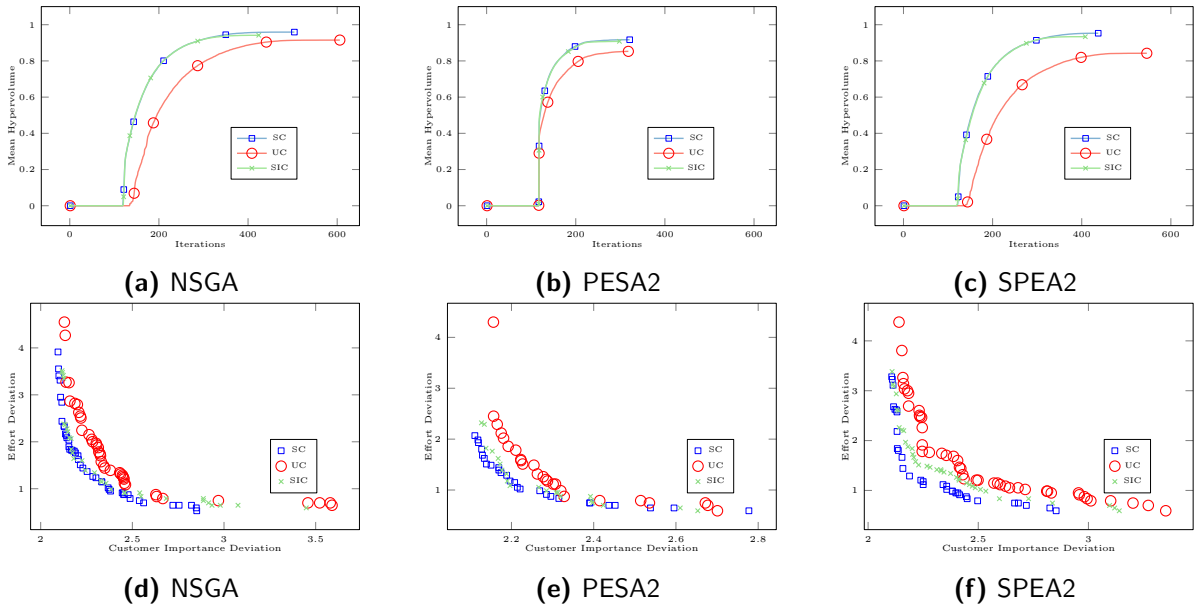 1
0.8
0.6
0.4
0.2
0
Mean Hypervolume
0 200 400 600
Iterations
SC
UC
SIC
(a) NSGA
1
0.8
0.6
0.4
0.2
0
Mean Hypervolume
0 200 400 600
Iterations
SC
UC
SIC
(b) PESA2
1
0.8
0.6
0.4
0.2
0
Mean Hypervolume
0 200 400 600
Iterations
SC
UC
SIC
(c) SPEA2
4
3
2
1
Effort Deviation
2 2.5 3 3.5
Customer Importance Deviation
SC
UC
SIC
(d) NSGA
4
3
2
1
Effort Deviation
2.2 2.4 2.6 2.8
Customer Importance Deviation
SC
UC
SIC
(e) PESA2
4
3
2
1
Effort Deviation
2 2.5 3
Customer Importance Deviation
SC
UC
SIC
(f) SPEA2